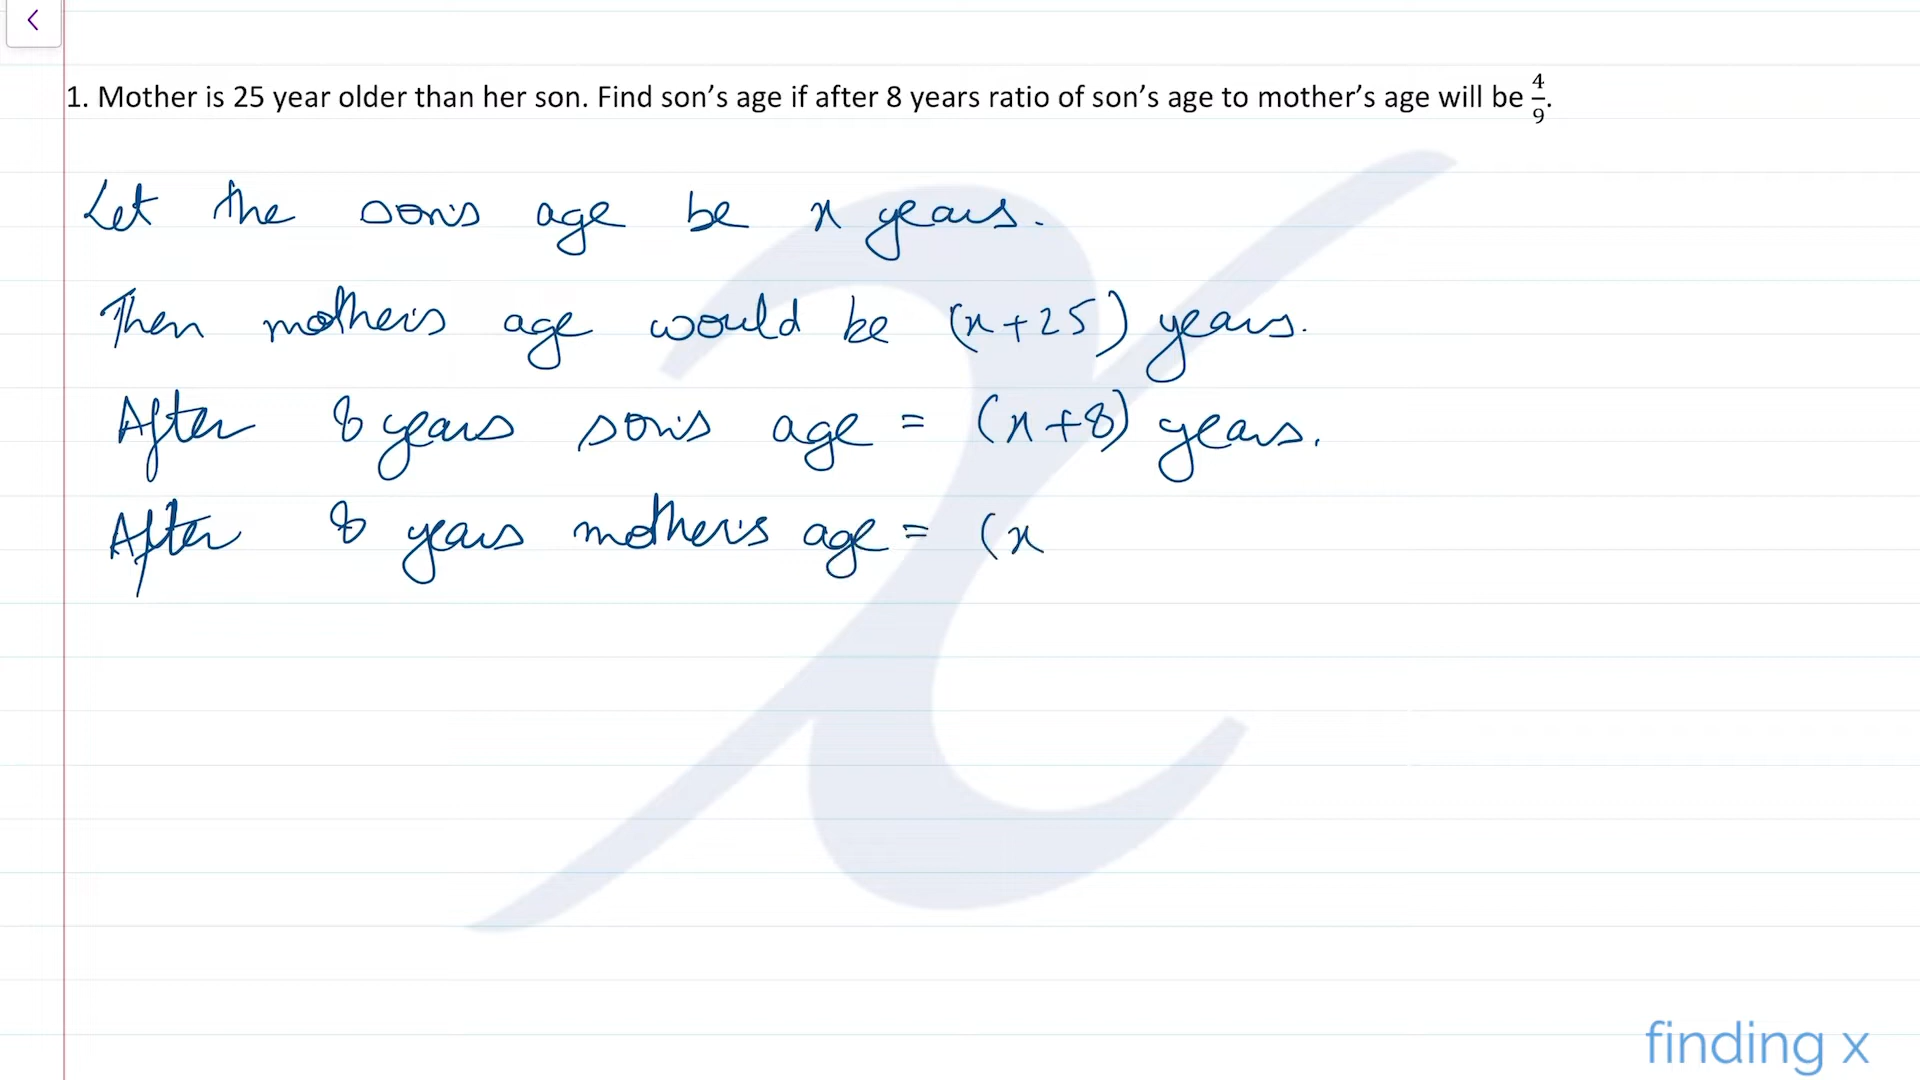 1. Mother is 25 year older than her son. Find son’s age if after 8 years ratio of son’s age to mother’s age will be 4/9.
Let the son's age be x years.
Then mother's age would be (x+25) years.
After 8 years son's age = (x+8) years.
After 8 years mother's age = (x
finding x